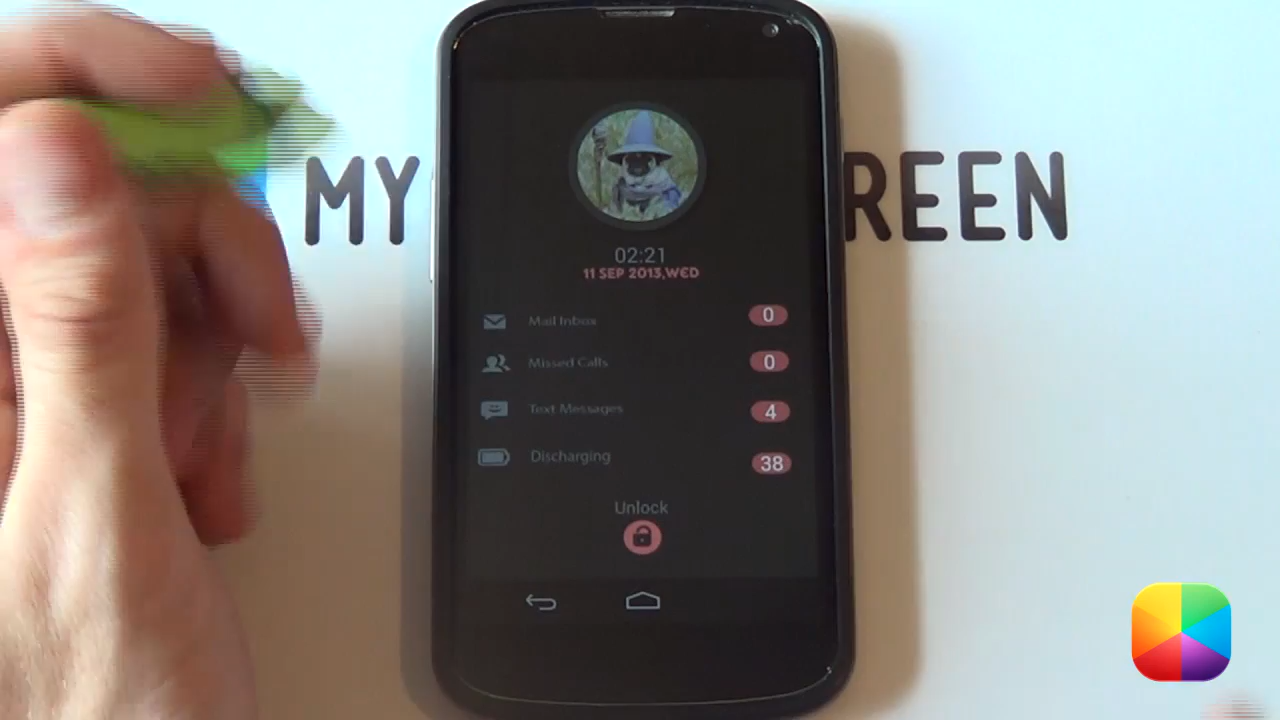 MY
REEN
02:21
11 SEP 2013,WED
Mail Inbox 0
Missed Calls 0
Text Messages 4
Discharging 38
Unlock